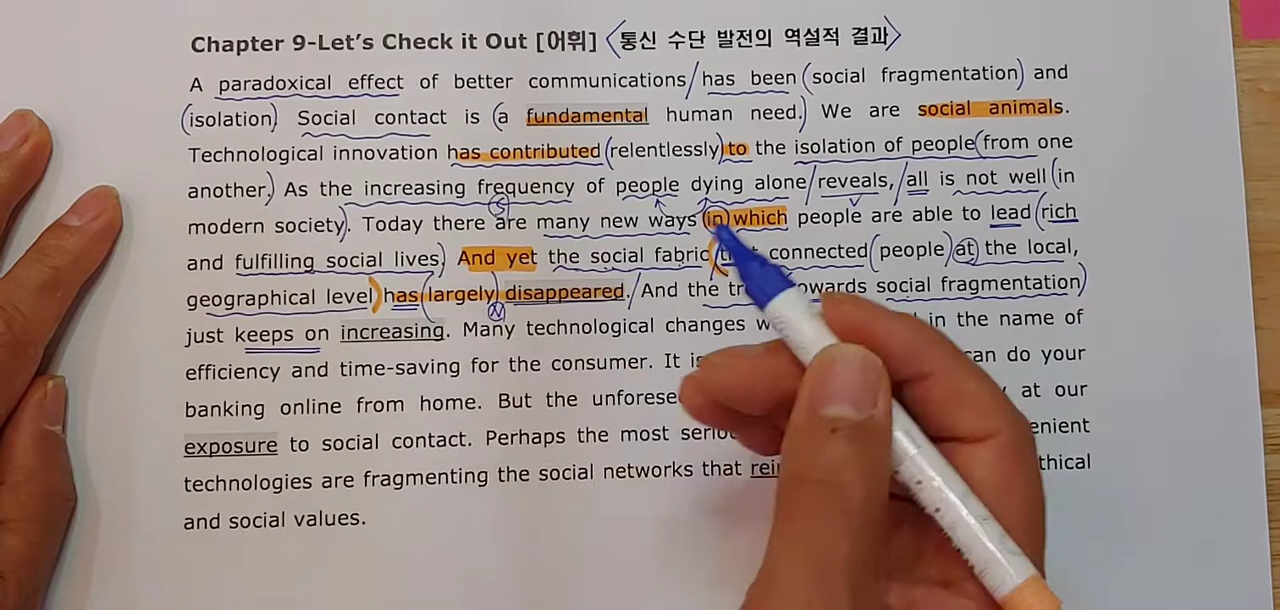 Chapter 9-Let's Check it Out [어휘] <통신 수단 발전의 역설적 결과>
A paradoxical effect of better communications/has been (social fragmentation) and
(isolation). Social contact is (a fundamental human need.) We are social animals.
Technological innovation has contributed (relentlessly) to the isolation of people (from one
another.) As the increasing frequency of people dying alone/reveals,/all is not well (in
modern society). Today there are many new ways (in which people are able to lead (rich
and fulfilling social lives.) And yet the social fabric (connected (people) at the local,
geographical level) has (largely) disappeared./And the towards social fragmentation)
just keeps on increasing. Many technological changes in the name of
efficiency and time-saving for the consumer. It can do your
banking online from home. But the at our
exposure to social contact. Perhaps the most
technologies are fragmenting the social networks that
and social values.